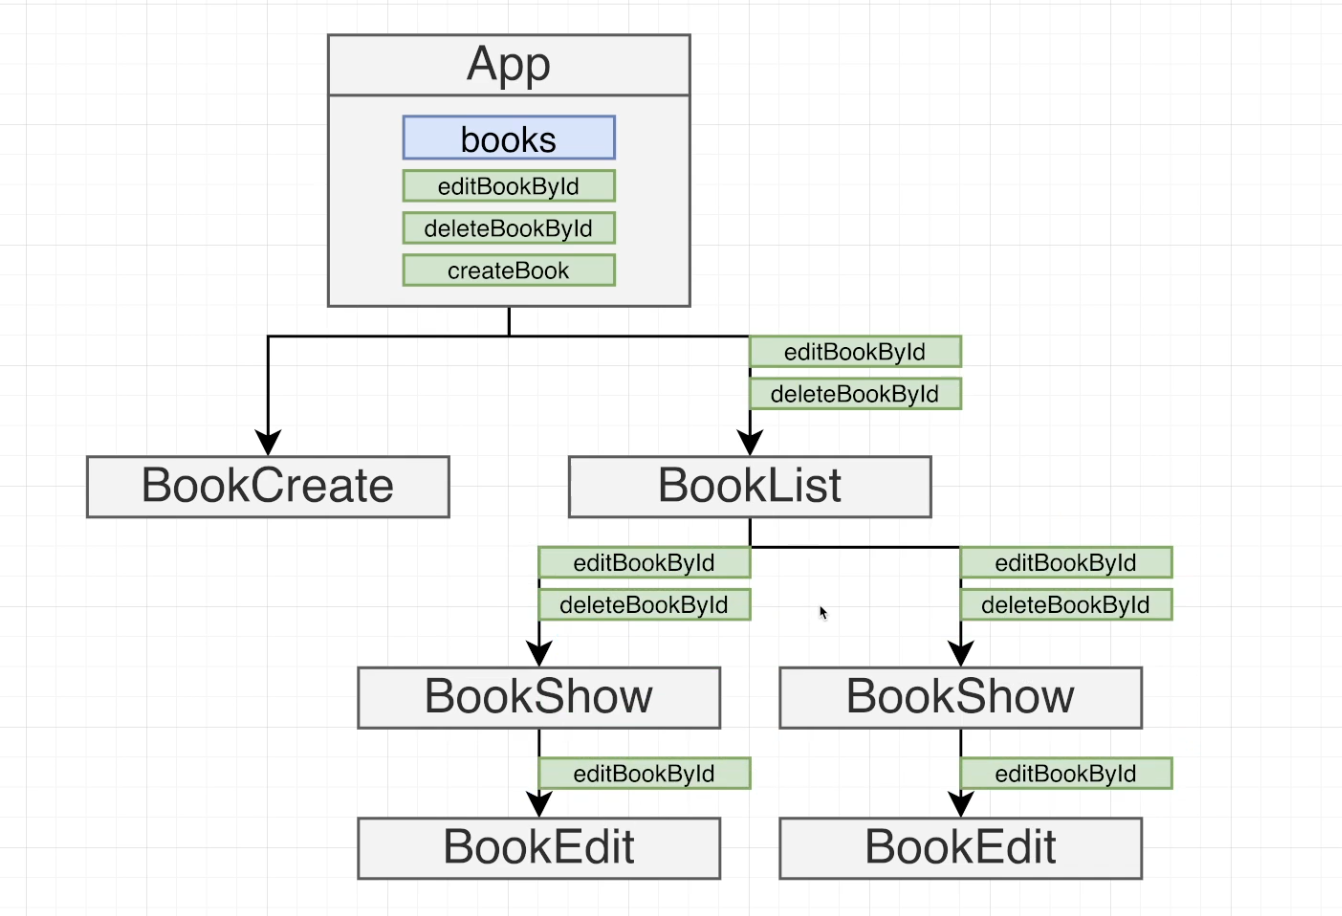 App
books
editBookById
deleteBookById
createBook
editBookById
deleteBookById
BookCreate
BookList
editBookById
editBookById
deleteBookById
deleteBookById
BookShow
BookShow
editBookById
editBookById
BookEdit
BookEdit